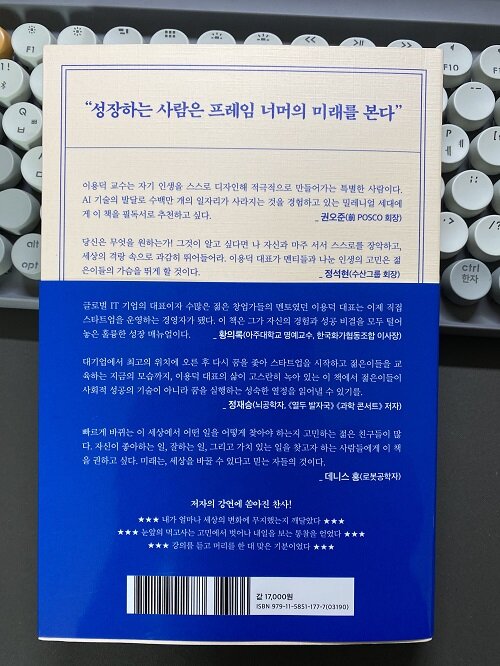 “성장하는 사람은 프레임 너머의 미래를 본다”
이용덕 교수는 자기 인생을 스스로 디자인해 적극적으로 만들어가는 특별한 사람이다.
AI 기술의 발달로 수백만 개의 일자리가 사라지는 것을 경험하고 있는 밀레니얼 세대에
게 이 책을 필독서로 추천하고 싶다.
_ 권오준(前 POSCO 회장)
당신은 무엇을 원하는가! 그것이 알고 싶다면 나 자신과 마주 서서 스스로를 장악하고,
세상의 격랑 속으로 과감히 뛰어들어라. 이용덕 대표가 멘티들과 나눈 인생의 고민은 젊
은이들의 가슴을 뛰게 할 것이다.
_ 정석현(수산그룹 회장)
글로벌 IT 기업의 대표이자 수많은 젊은 창업가들의 멘토였던 이용덕 대표는 이제 직접
스타트업을 운영하는 경영자가 됐다. 이 책은 그가 자신의 경험과 성공 비결을 모두 털어
놓은 훌륭한 성장 매뉴얼이다.
_ 황의록(아주대학교 명예교수, 한국화가협동조합 이사장)
대기업에서 최고의 위치에 오른 후 다시 꿈을 좇아 스타트업을 시작하고 젊은이들을 교
육하는 지금의 모습까지, 이용덕 대표의 삶이 고스란히 녹아 있는 이 책에서 젊은이들이
사회적 성공의 기술이 아니라 꿈을 실행하는 성숙한 열정을 읽어낼 수 있기를.
_ 정재승(뇌공학자, 《열두 발자국》 《과학 콘서트》 저자)
빠르게 바뀌는 이 세상에서 어떤 일을 어떻게 찾아야 하는지 고민하는 젊은 친구들이 많
다. 자신이 좋아하는 일, 잘하는 일, 그리고 가치 있는 일을 찾고자 하는 사람들에게 이 책
을 권하고 싶다. 미래는, 세상을 바꿀 수 있다고 믿는 자들의 것이다.
_ 데니스 홍(로봇공학자)
저자의 강연에 쏟아진 찬사!
★★★ 내가 얼마나 세상의 변화에 무지했는지 깨달았다 ★★★
★★★ 눈앞의 먹고사는 고민에서 벗어나 내일을 보는 통찰을 얻었다 ★★★
★★★ 강의를 듣고 머리를 한 대 맞은 기분이었다 ★★★
값 17,000원
ISBN 979-11-5851-177-7(03190)
F1
F10
Q
ㅂ
A
alt
opt
ctrl
한자